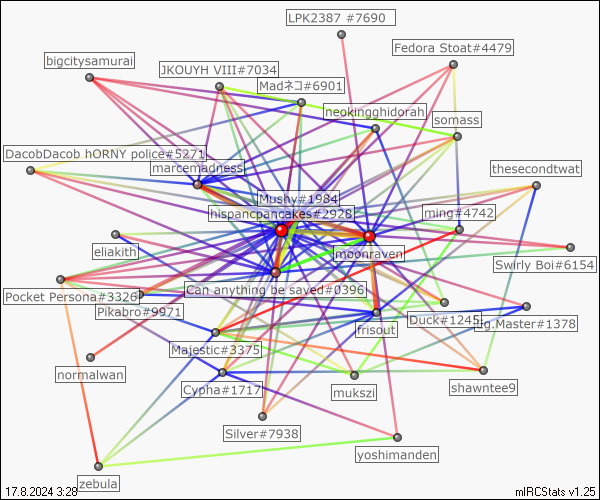 LPK2387 #7690
Fedora Stoat#4479
bigcitysamurai
JKOUYH VIII#7034
Madネコ#6901
neokingghidorah
somass
DacobDacob hORNY police#5271
marcemadness
thesecondtwat
Mushy#1984
hispancpancakes#2928
ming#4742
eliakith
moonraven
Swirly Boi#6154
Can anything be saved#0396
Pocket Persona#3326
Pikabro#9971
Duck#1245
frisout
Majestic#3375
normalwan
Cypha#1717
mukszi
shawntee9
Silver#7938
yoshimanden
zebula
17.8.2024 3:28
mIRCStats v1.25